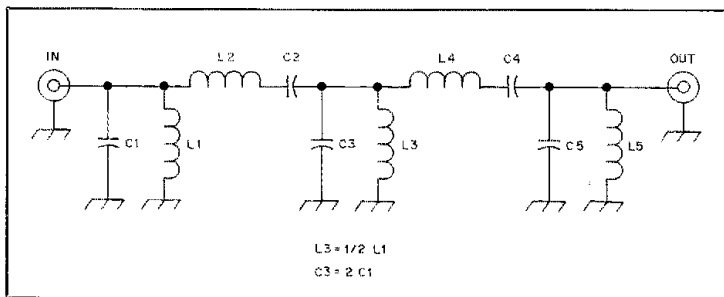 IN
L2
C2
L4
C4
OUT
C1
L1
C3
L3
C5
L5
L3 = 1/2 L1
C3 = 2 C1